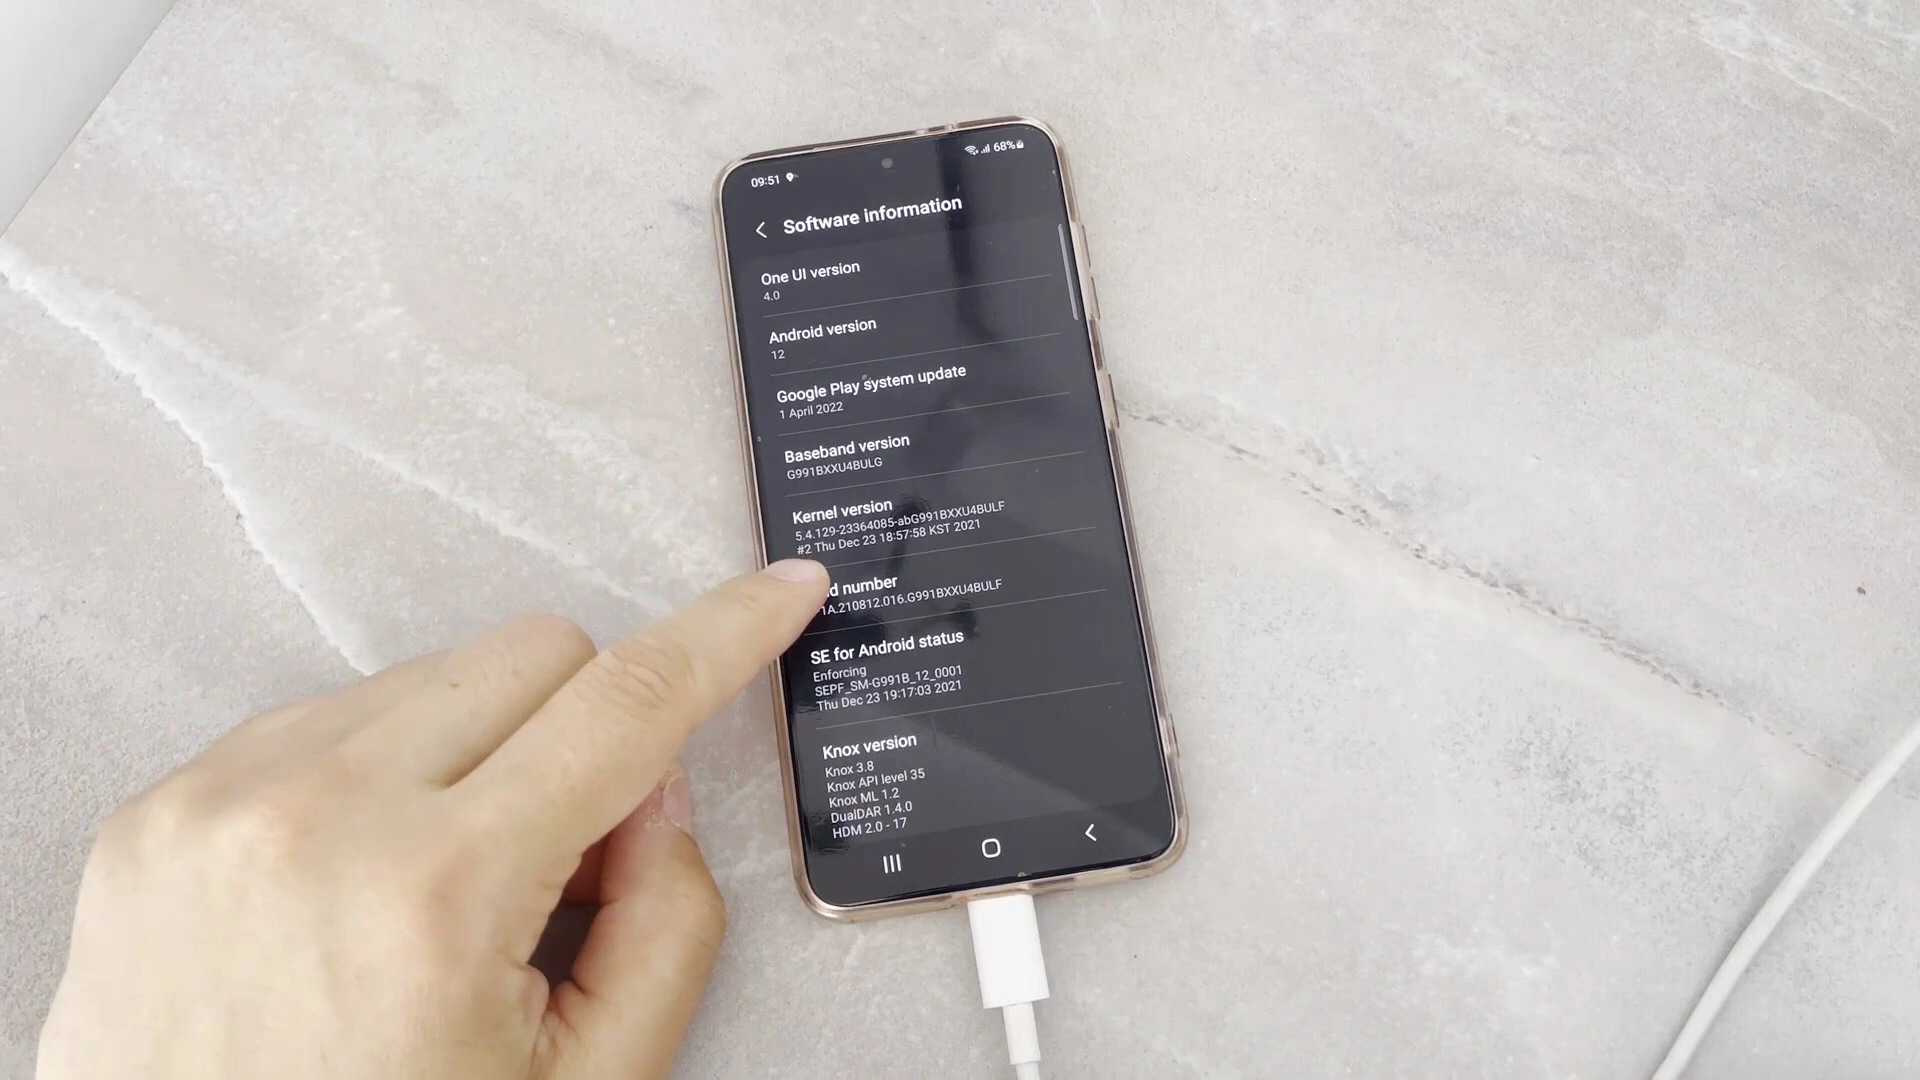 09:51
68%
Software information
One UI version
4.0
Android version
12
Google Play system update
1 April 2022
Baseband version
G991BXXU4BULG
Kernel version
5.4.129-23364085-abG991BXXU4BULF
#2 Thu Dec 23 18:57:58 KST 2021
number
1A.210812.016.G991BXXU4BULF
SE for Android status
Enforcing
SEPF_SM-G991B_12_0001
Thu Dec 23 19:17:03 2021
Knox version
Knox 3.8
Knox API level 35
Knox ML 1.2
DualDAR 1.4.0
HDM 2.0 - 17